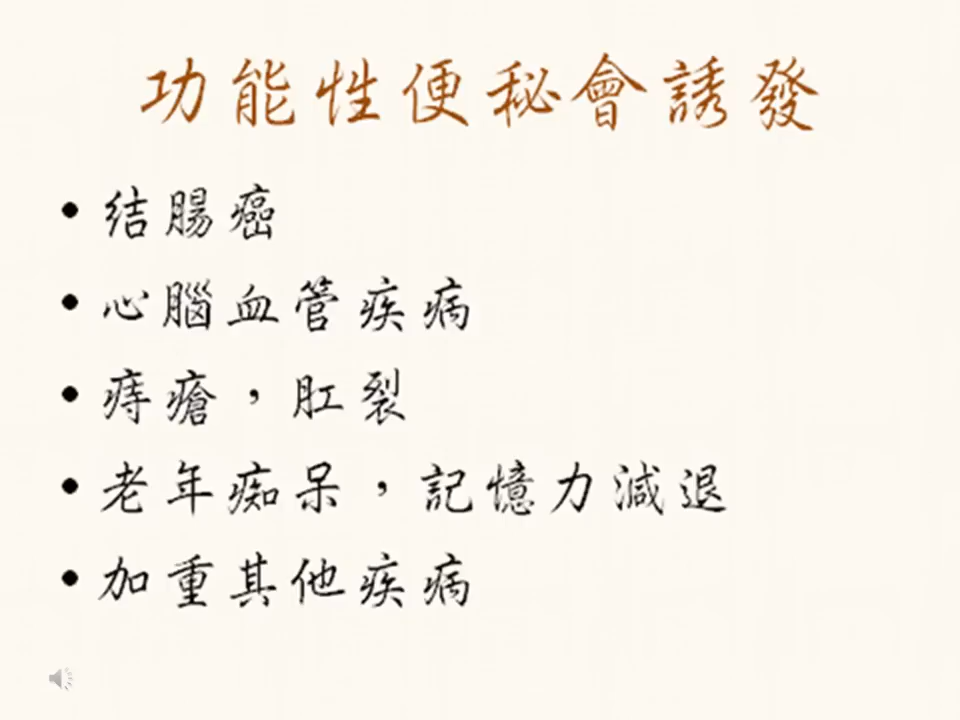 功能性便秘會誘發
• 结腸癌
• 心腦血管疾病
• 痔瘡，肛裂
• 老年痴呆，記憶力減退
• 加重其他疾病